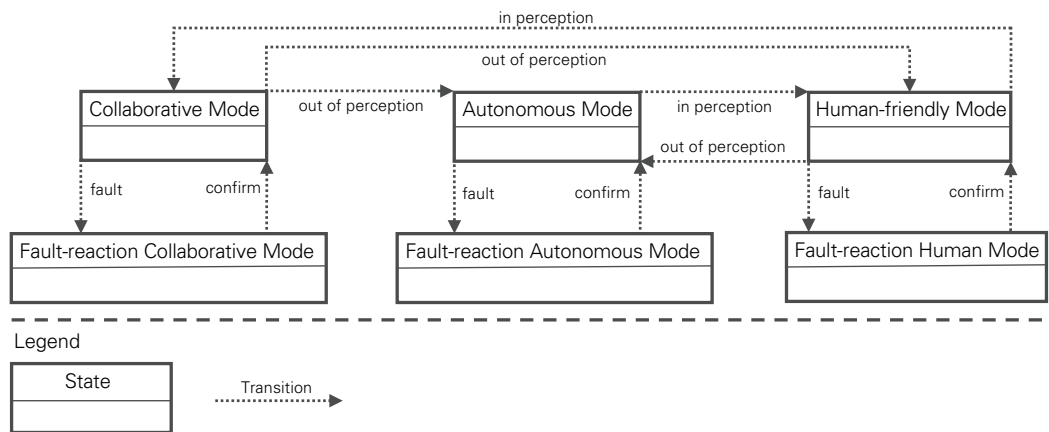 in perception
out of perception
Collaborative Mode
out of perception
Autonomous Mode
in perception
Human-friendly Mode
out of perception
fault
confirm
fault
confirm
fault
confirm
Fault-reaction Collaborative Mode
Fault-reaction Autonomous Mode
Fault-reaction Human Mode
Legend
State
Transition